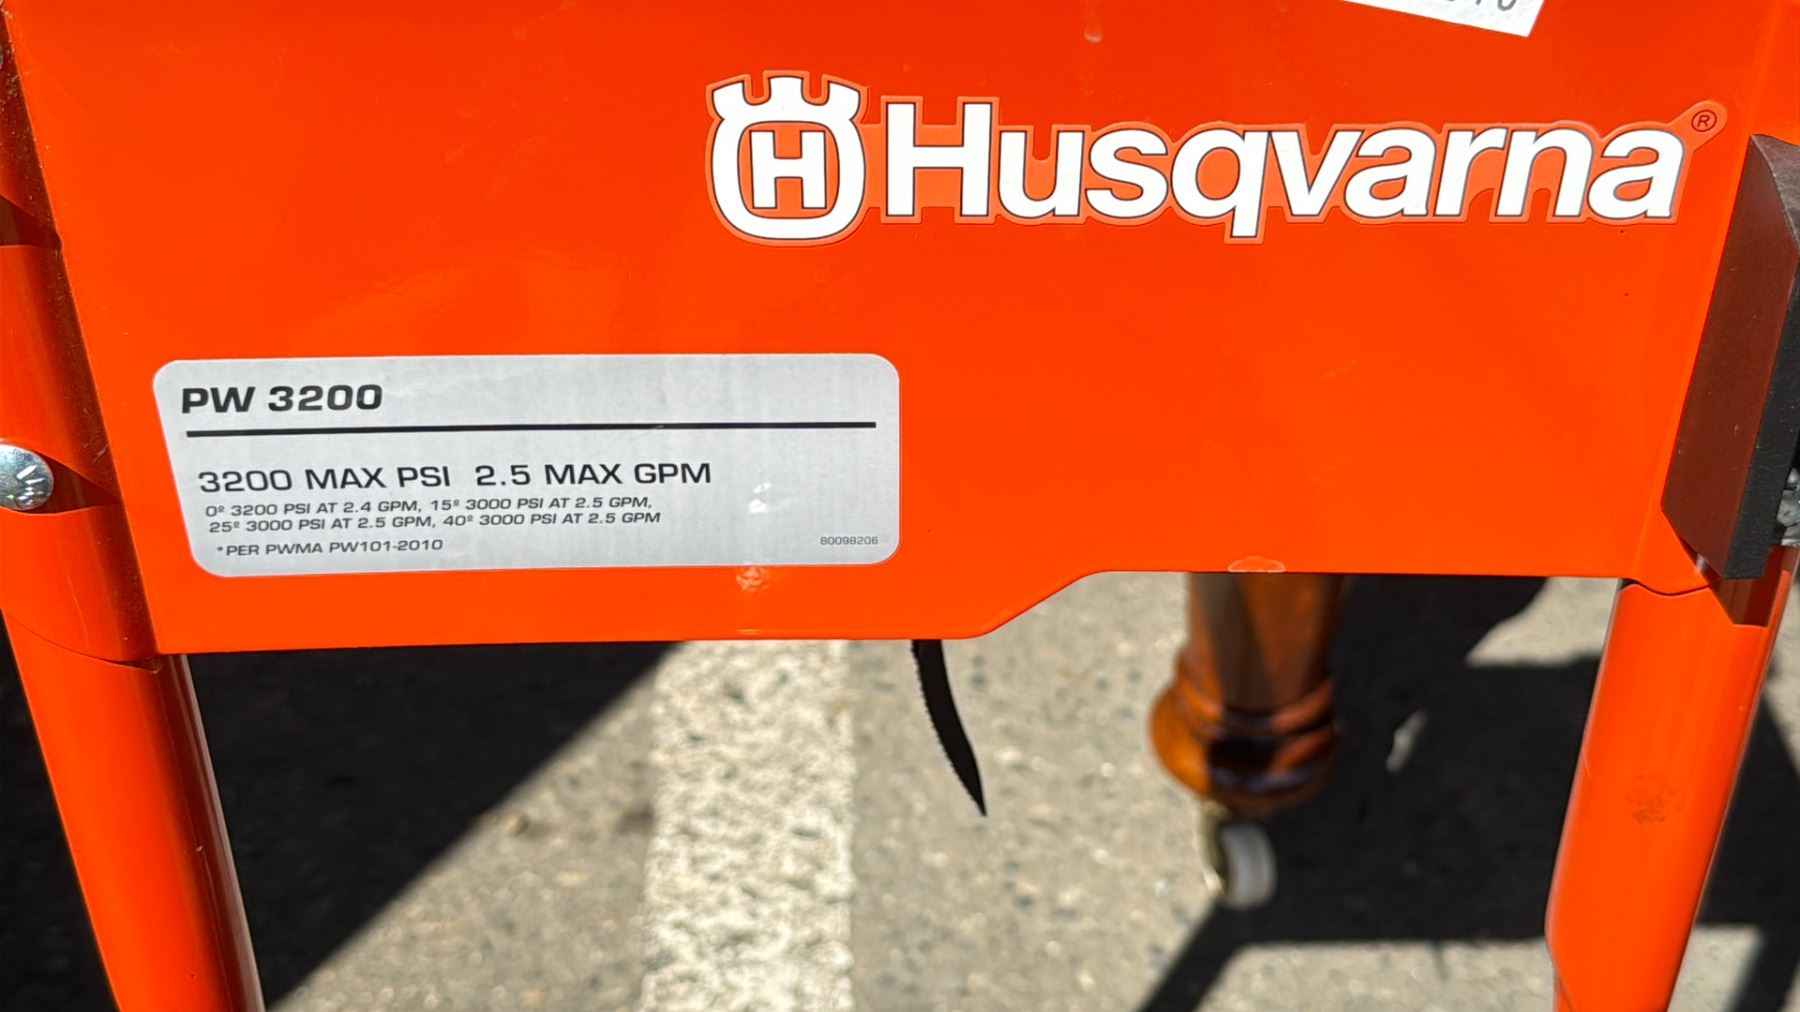 H Husqvarna®
PW 3200
3200 MAX PSI 2.5 MAX GPM
0º 3200 PSI AT 2.4 GPM, 15º 3000 PSI AT 2.5 GPM,
25º 3000 PSI AT 2.5 GPM, 40º 3000 PSI AT 2.5 GPM
*PER PWMA PW101-2010
80098206